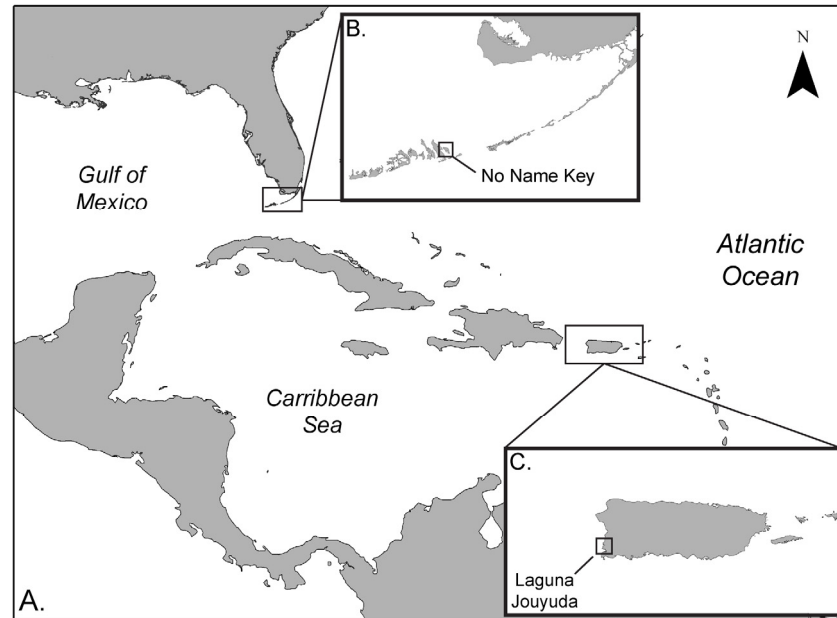 B.
N
No Name Key
Gulf of
Mexico
Atlantic
Ocean
Carribbean
Sea
C.
Laguna
Jouyuda
A.